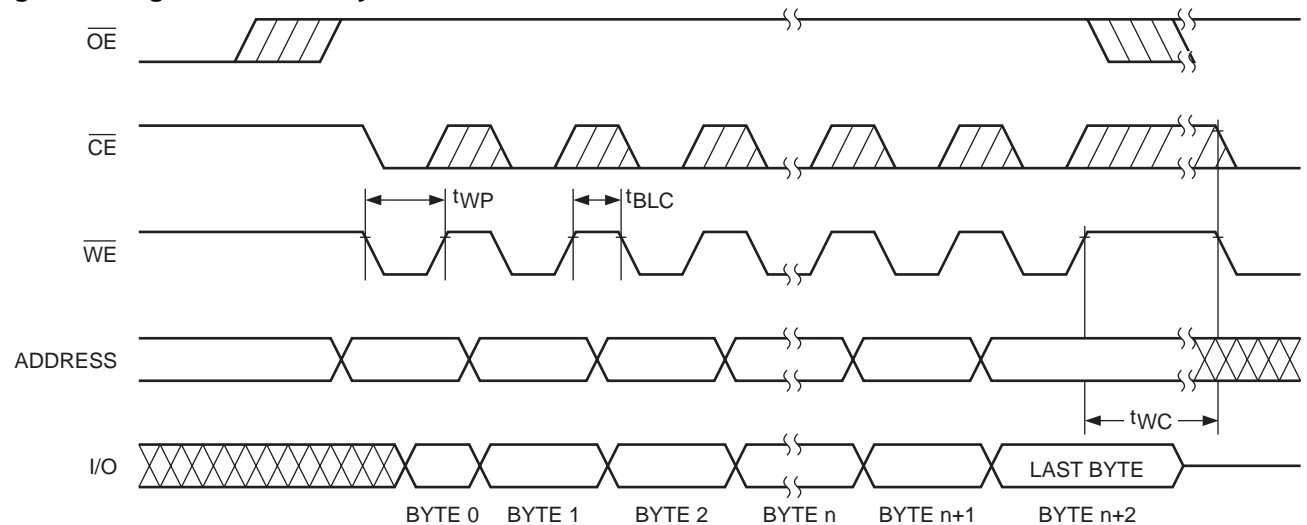 OE
CE
tWP
tBLC
WE
ADDRESS
tWC
I/O
LAST BYTE
BYTE 0 BYTE 1 BYTE 2 BYTE n BYTE n+1 BYTE n+2